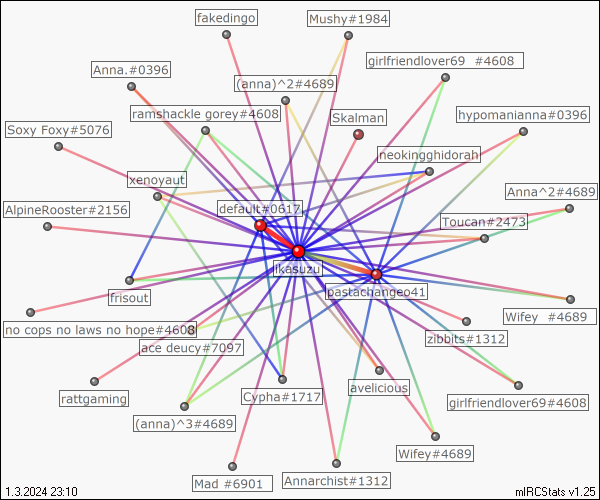 fakedingo
Mushy#1984
girlfriendlover69 #4608
Anna.#0396
(anna)^2#4689
ramshackle gorey#4608
Skalman
hypomanianna#0396
Soxy Foxy#5076
neokingghidorah
xenoyaut
Anna^2#4689
AlpineRooster#2156
default#0617
Toucan#2473
ikasuzu
pastachangeo41
frisout
Wifey #4689
no cops no laws no hope#4608
zibbits#1312
ace deucy#7097
rattgaming
Cypha#1717
avelicious
girlfriendlover69#4608
(anna)^3#4689
Wifey#4689
Mad #6901
Annarchist#1312
1.3.2024 23:10
mIRCStats v1.25